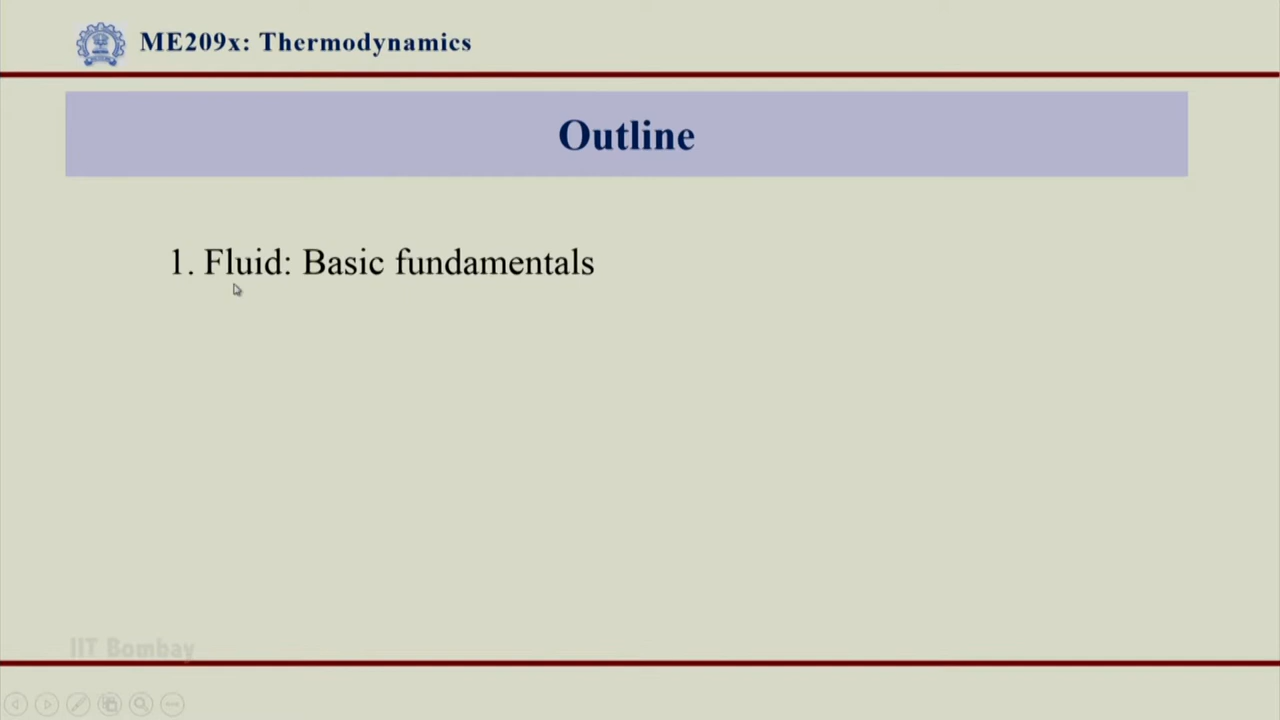 ME209x: Thermodynamics
Outline
1. Fluid: Basic fundamentals
IIT Bombay